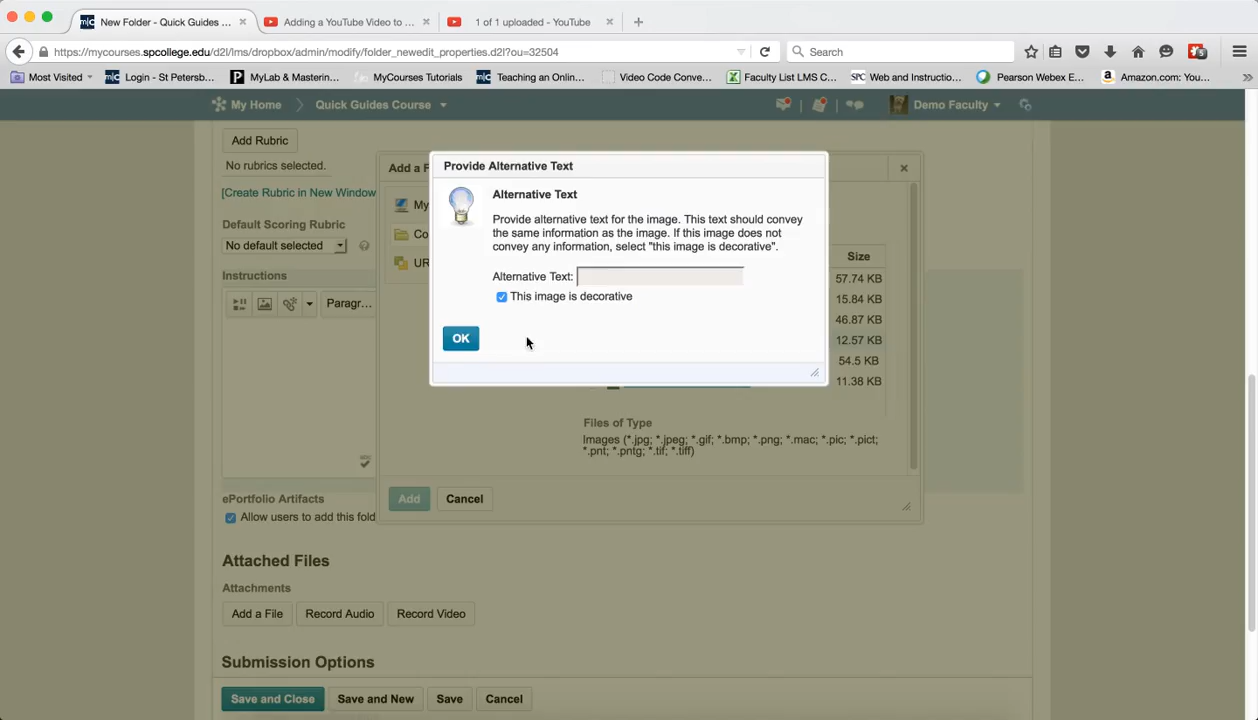 New Folder - Quick Guides ...
Adding a YouTube Video to ...
1 of 1 uploaded - YouTube
https://mycourses.spcollege.edu/d2l/lms/dropbox/admin/modify/folder_newedit_properties.d2l?ou=32504
Search
5
Most Visited
Login - St Petersb...
MyLab & Mastering...
MyCourses Tutorials
Teaching an Onlin...
Video Code Conve...
Faculty List LMS C...
Web and Instructio...
Pearson Webex E...
Amazon.com: You...
My Home
Quick Guides Course
Demo Faculty
Add Rubric
No rubrics selected.
[Create Rubric in New Window
Default Scoring Rubric
No default selected
Instructions
Paragr...
Add a F
My
Co
UR
Provide Alternative Text
Alternative Text
Provide alternative text for the image. This text should convey
the same information as the image. If this image does not
convey any information, select "this image is decorative".
Alternative Text:
This image is decorative
OK
Size
57.74 KB
15.84 KB
46.87 KB
12.57 KB
54.5 KB
11.38 KB
Files of Type
Images (*.jpg; *.jpeg; *.gif; *.bmp; *.png; *.mac; *.pic; *.pict;
*.pnt; *.pntg; *.tif; *.tiff)
Add
Cancel
ePortfolio Artifacts
Allow users to add this fold
Attached Files
Attachments
Add a File
Record Audio
Record Video
Submission Options
Save and Close
Save and New
Save
Cancel